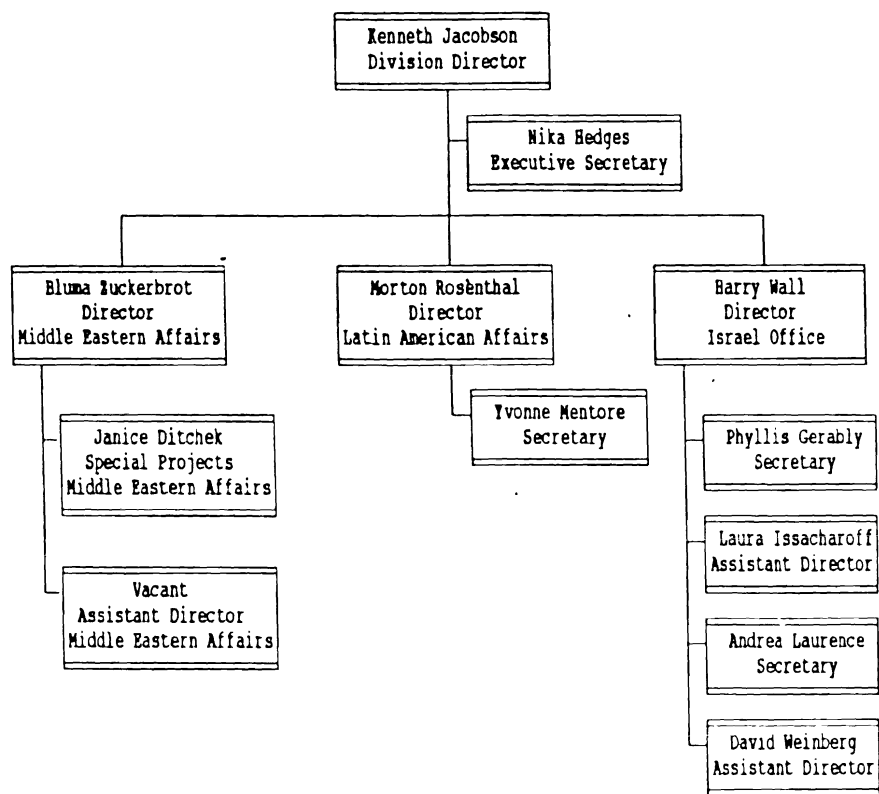 Kenneth Jacobson
Division Director
Nika Hedges
Executive Secretary
Bluma Zuckerbrot
Director
Middle Eastern Affairs
Morton Rosenthal
Director
Latin American Affairs
Harry Wall
Director
Israel Office
Janice Ditchek
Special Projects
Middle Eastern Affairs
Vacant
Assistant Director
Middle Eastern Affairs
Yvonne Mentore
Secretary
Phyllis Gerably
Secretary
Laura Issacharoff
Assistant Director
Andrea Laurence
Secretary
David Weinberg
Assistant Director